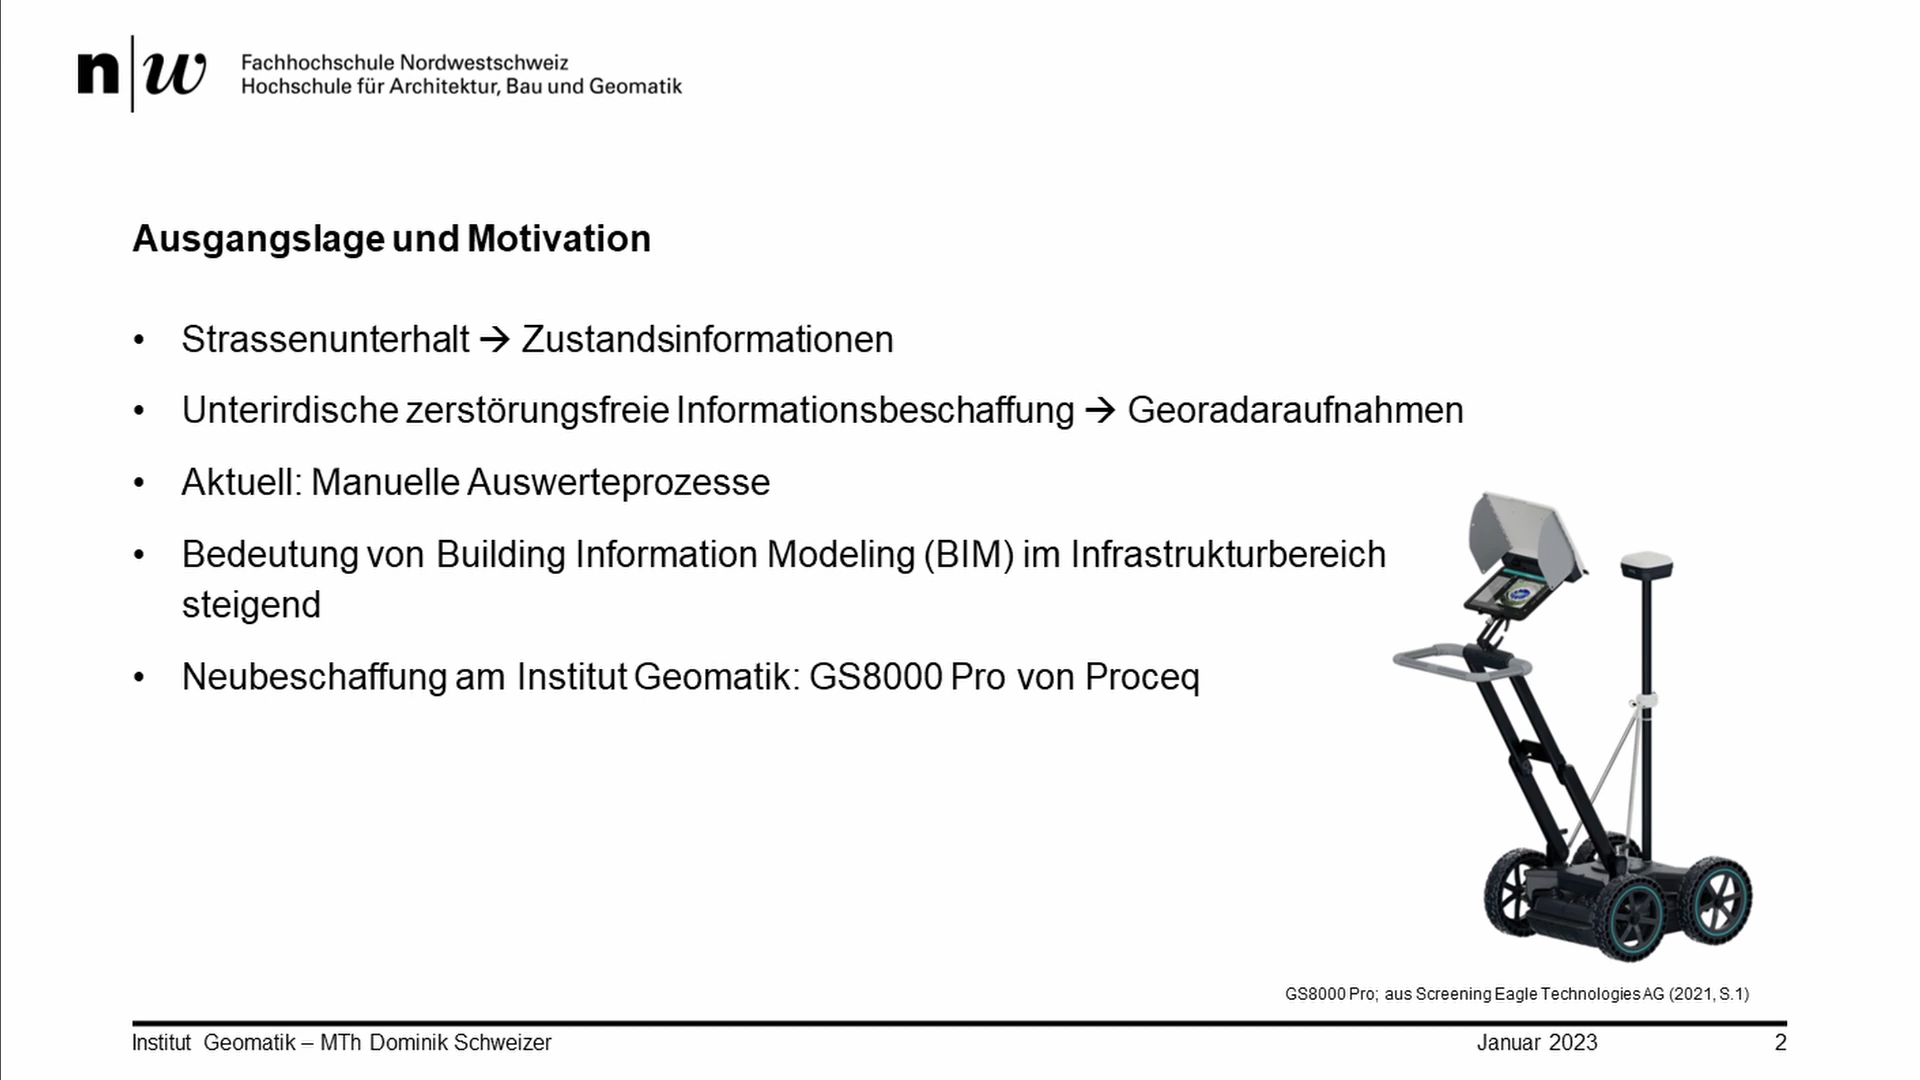 n|w
Fachhochschule Nordwestschweiz
Hochschule für Architektur, Bau und Geomatik
Ausgangslage und Motivation
• Strassenunterhalt → Zustandsinformationen
• Unterirdische zerstörungsfreie Informationsbeschaffung → Georadaraufnahmen
• Aktuell: Manuelle Auswerteprozesse
• Bedeutung von Building Information Modeling (BIM) im Infrastrukturbereich
steigend
• Neubeschaffung am Institut Geomatik: GS8000 Pro von Proceq
GS8000 Pro; aus Screening Eagle Technologies AG (2021, S.1)
Institut Geomatik – MTh Dominik Schweizer
Januar 2023
2